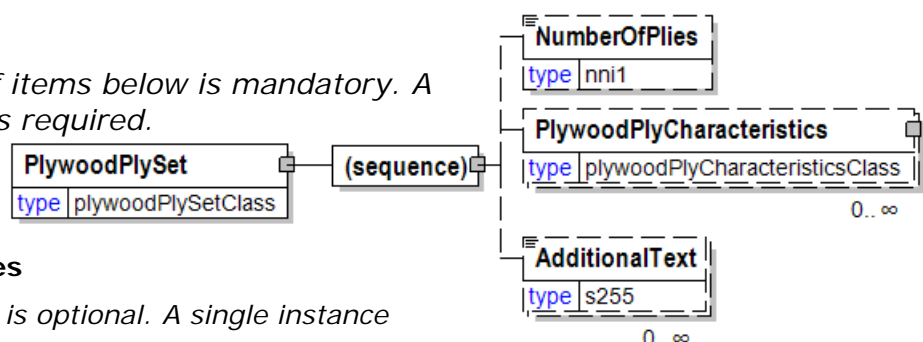 f items below is mandatory. A
s required.
PlywoodPlySet
type plywoodPlySetClass
(sequence)
NumberOfPlies
type nni1
PlywoodPlyCharacteristics
type plywoodPlyCharacteristicsClass
0.. ∞
AdditionalText
type s255
0.. ∞
es
is optional. A single instance